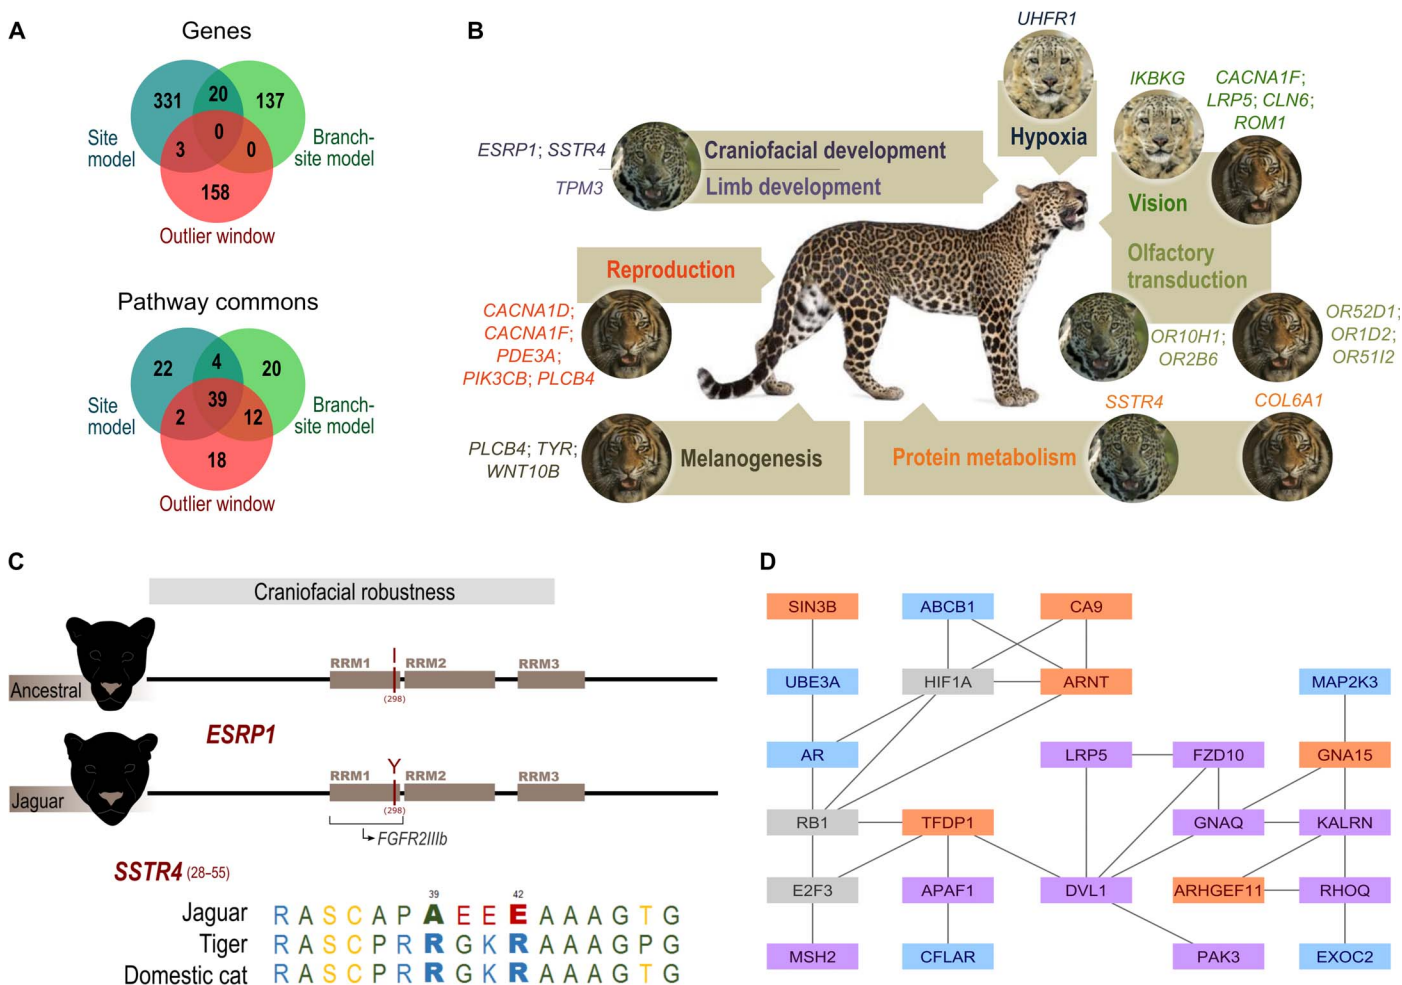 A
Genes
331
20
137
0
3
0
158
Site
model
Branch-
site model
Outlier window
Pathway commons
22
4
20
39
2
12
18
Site
model
Branch-
site model
Outlier window
B
UHFR1
Hypoxia
IKBKG
CACNA1F;
LRP5; CLN6;
ROM1
Vision
ESRP1; SSTR4
Craniofacial development
TPM3
Limb development
Olfactory
transduction
OR10H1;
OR2B6
OR52D1;
OR1D2;
OR51I2
Reproduction
CACNA1D;
CACNA1F;
PDE3A;
PIK3CB; PLCB4
PLCB4; TYR;
WNT10B
Melanogenesis
Protein metabolism
SSTR4
COL6A1
C
Craniofacial robustness
Ancestral
RRM1
I
RRM2
RRM3
(298)
ESRP1
Jaguar
RRM1
Y
RRM2
RRM3
(298)
FGFR2IIIb
SSTR4 (28–55)
39 42
Jaguar R A S C A P A E E E A A A G T G
Tiger R A S C P R R G K R A A A G P G
Domestic cat R A S C P R R G K R A A A G T G
D
SIN3B
ABCB1
CA9
UBE3A
HIF1A
ARNT
MAP2K3
AR
LRP5
FZD10
GNA15
RB1
TFDP1
GNAQ
KALRN
E2F3
APAF1
DVL1
ARHGEF11
RHOQ
MSH2
CFLAR
PAK3
EXOC2